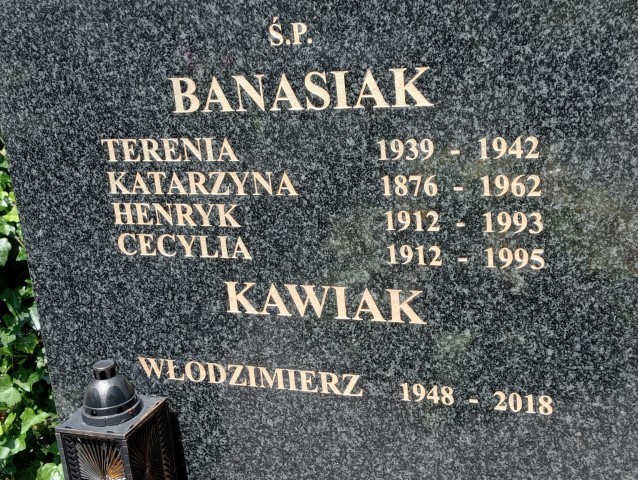 Ś.P.
BANASIAK
TERENIA 1939 - 1942
KATARZYNA 1876 - 1962
HENRYK 1912 - 1993
CECYLIA 1912 - 1995
KAWIAK
WŁODZIMIERZ 1948 - 2018